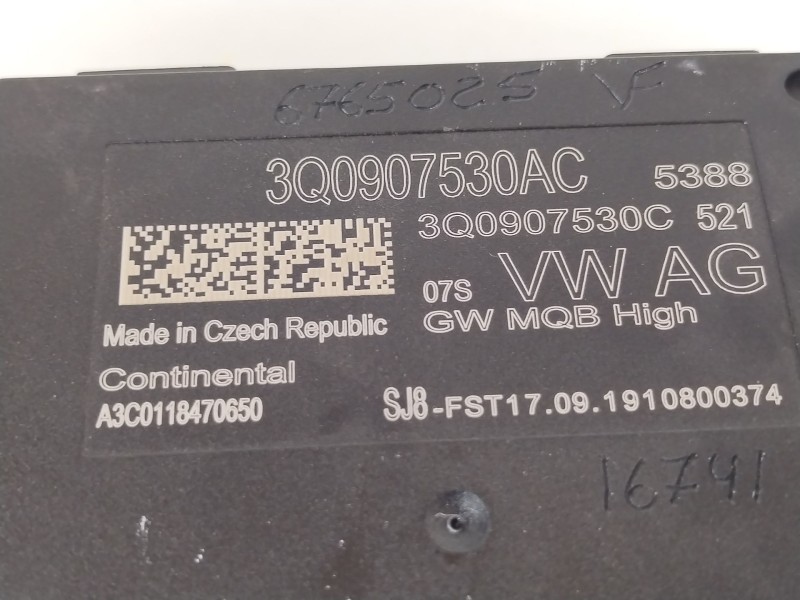 6765025 VF
3Q0907530AC 5388
3Q0907530C 521
07S VW AG
GW MQB High
Made in Czech Republic
Continental
A3C0118470650
SJ8-FST17.09.1910800374
16741